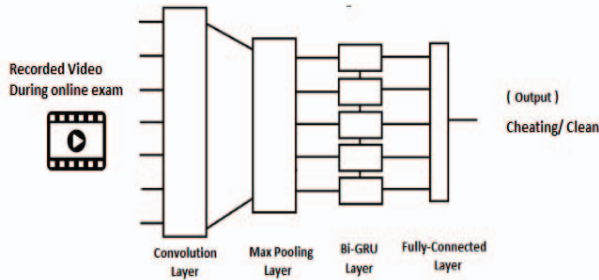 Recorded Video
During online exam
( Output )
Cheating/ Clean
Convolution
Layer
Max Pooling
Layer
Bi-GRU
Layer
Fully-Connected
Layer